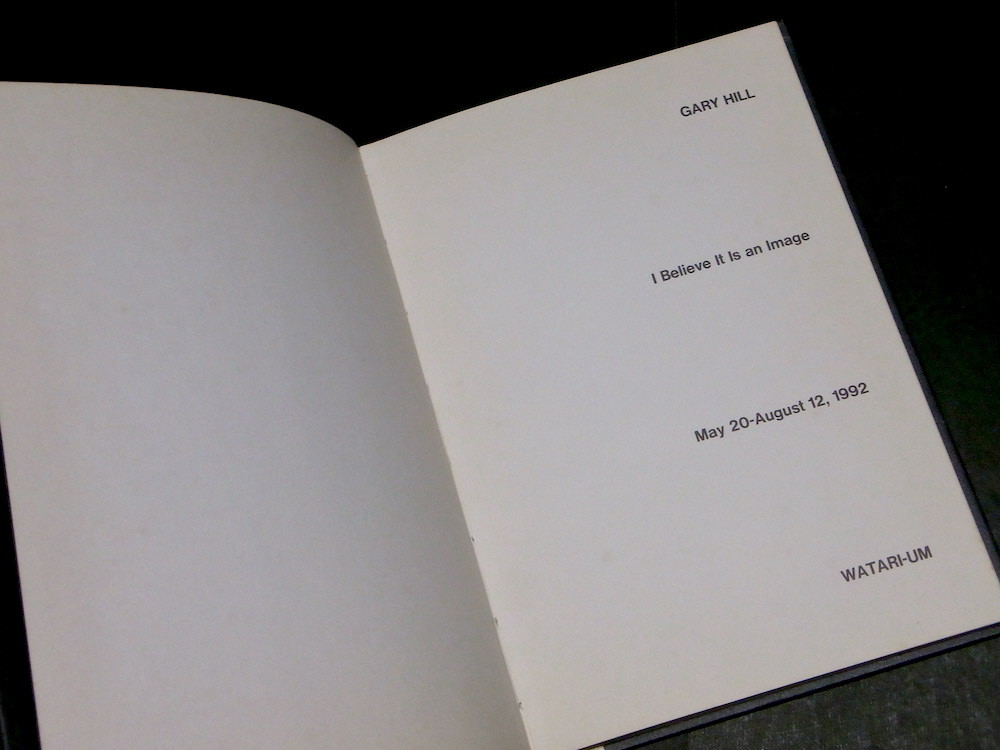 GARY HILL
I Believe It Is an Image
May 20-August 12, 1992
WATARI-UM